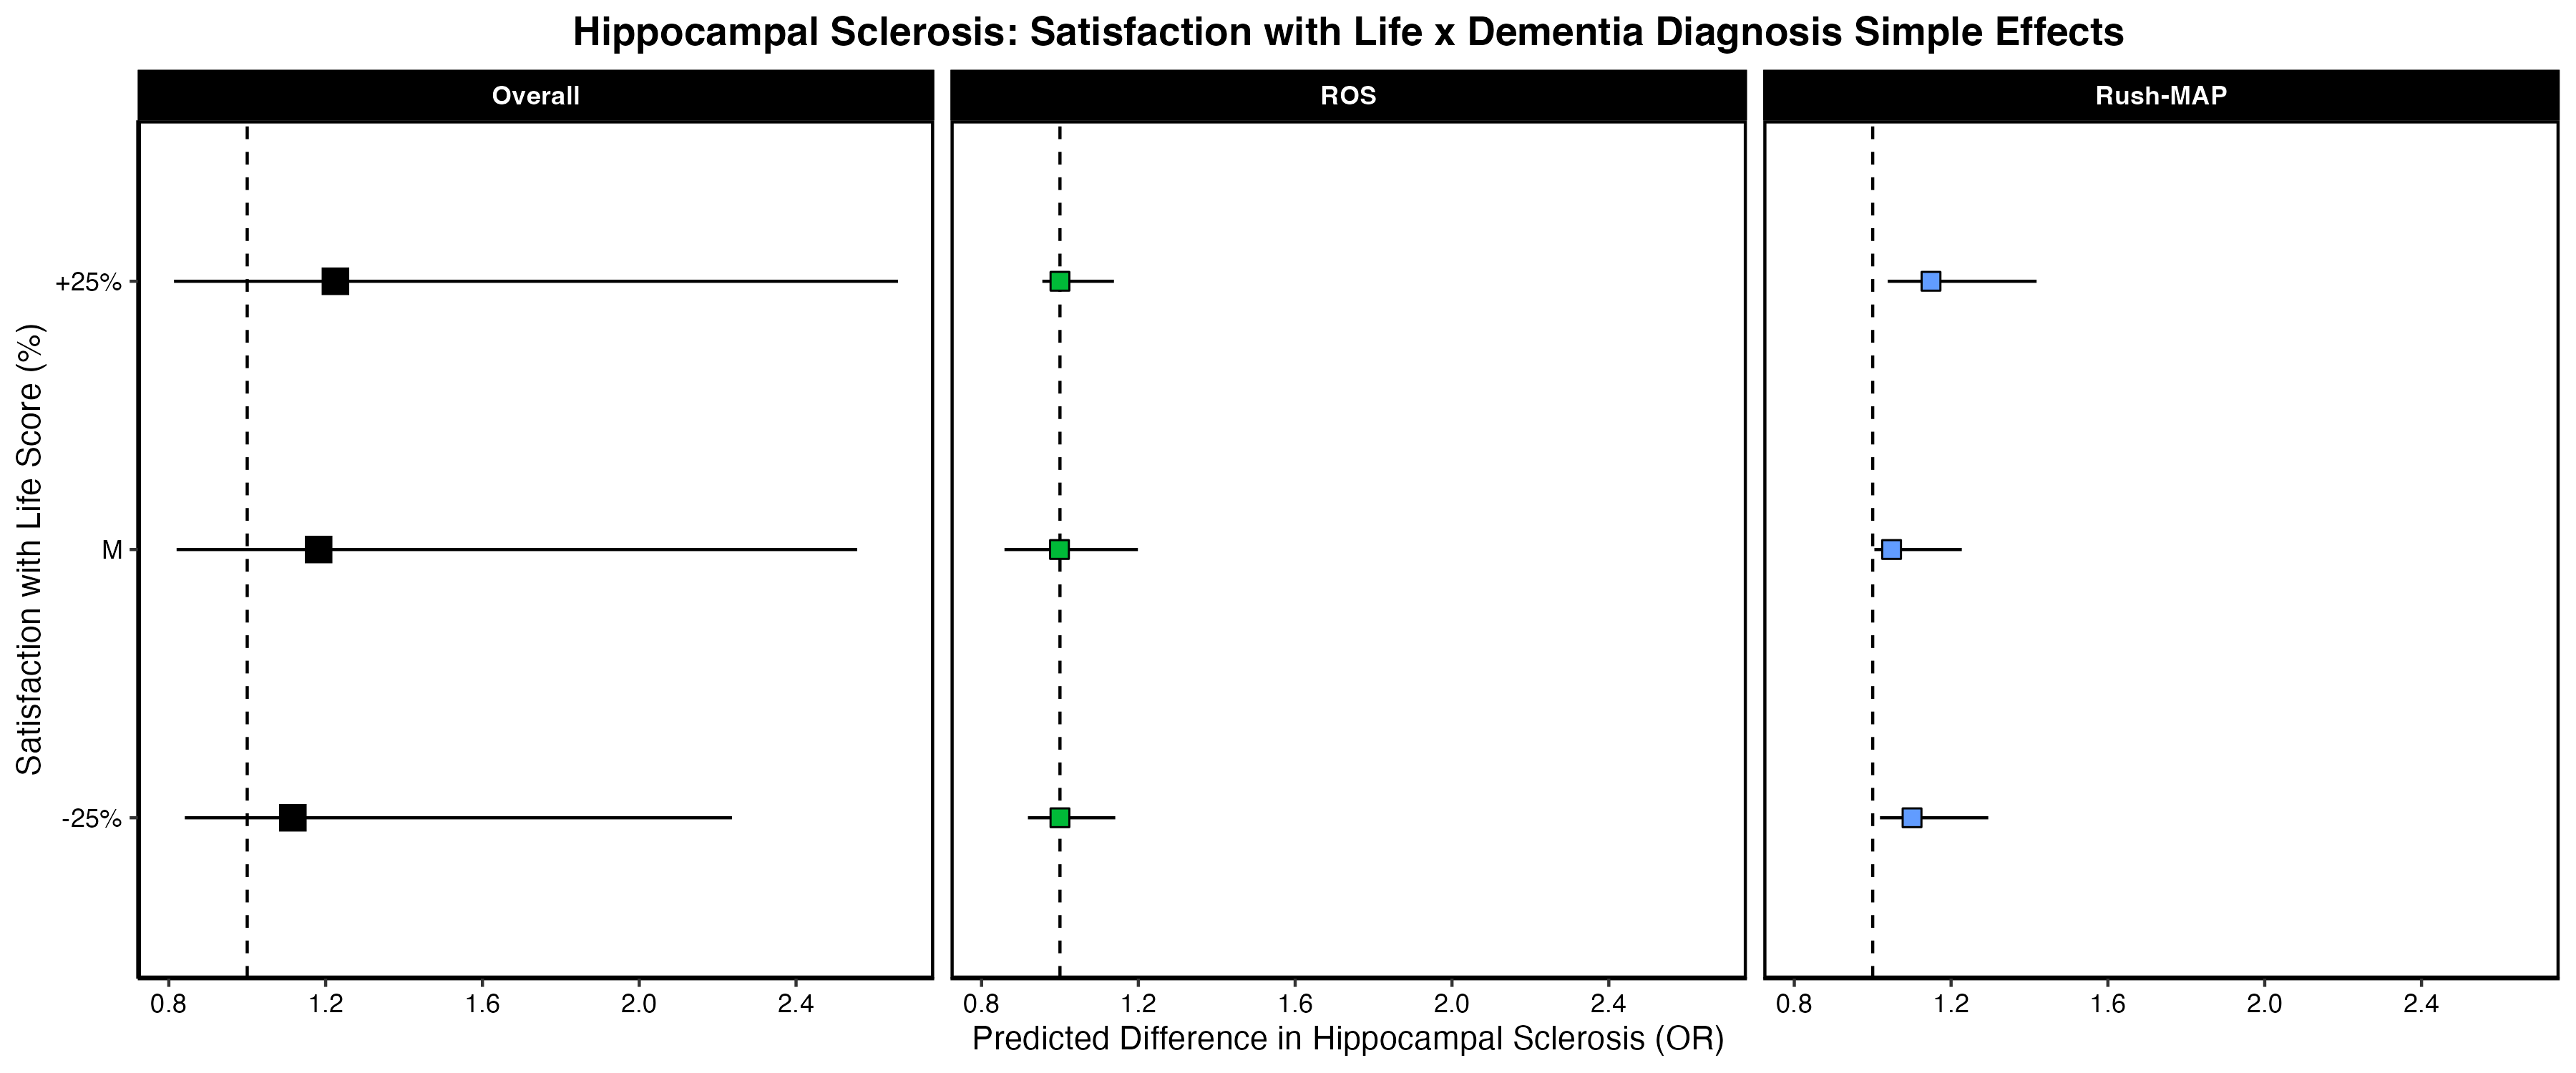 Hippocampal Sclerosis: Satisfaction with Life x Dementia Diagnosis Simple Effects
Overall
ROS
Rush-MAP
Satisfaction with Life Score (%)
+25%
M
-25%
0.8 1.2 1.6 2.0 2.4
0.8 1.2 1.6 2.0 2.4
0.8 1.2 1.6 2.0 2.4
Predicted Difference in Hippocampal Sclerosis (OR)